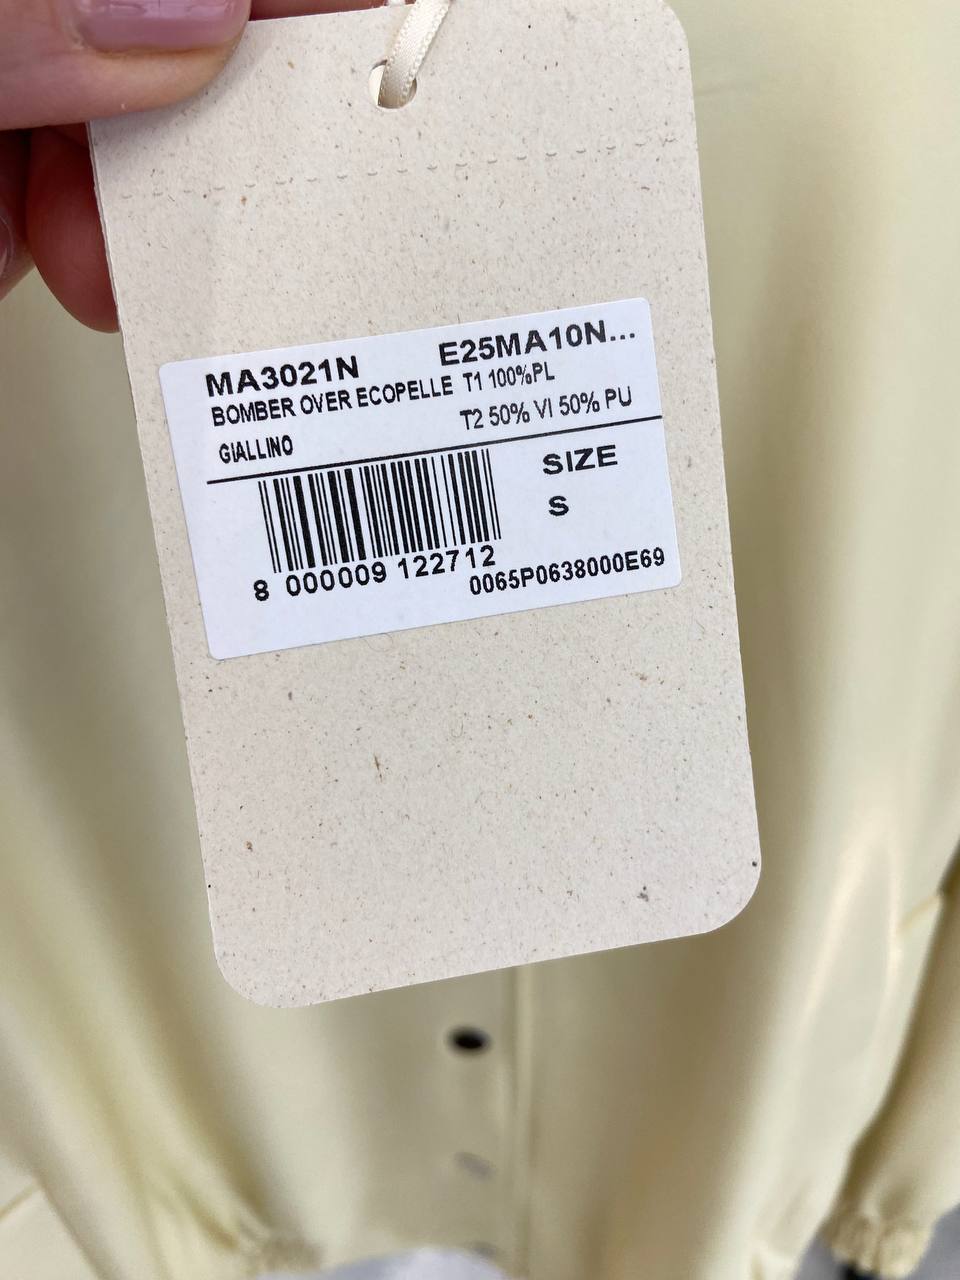 MA3021N E25MA10N...
BOMBER OVER ECOPELLE T1 100%PL
GIALLINO T2 50% VI 50% PU
SIZE
S
8 000009 122712
0065P0638000E69